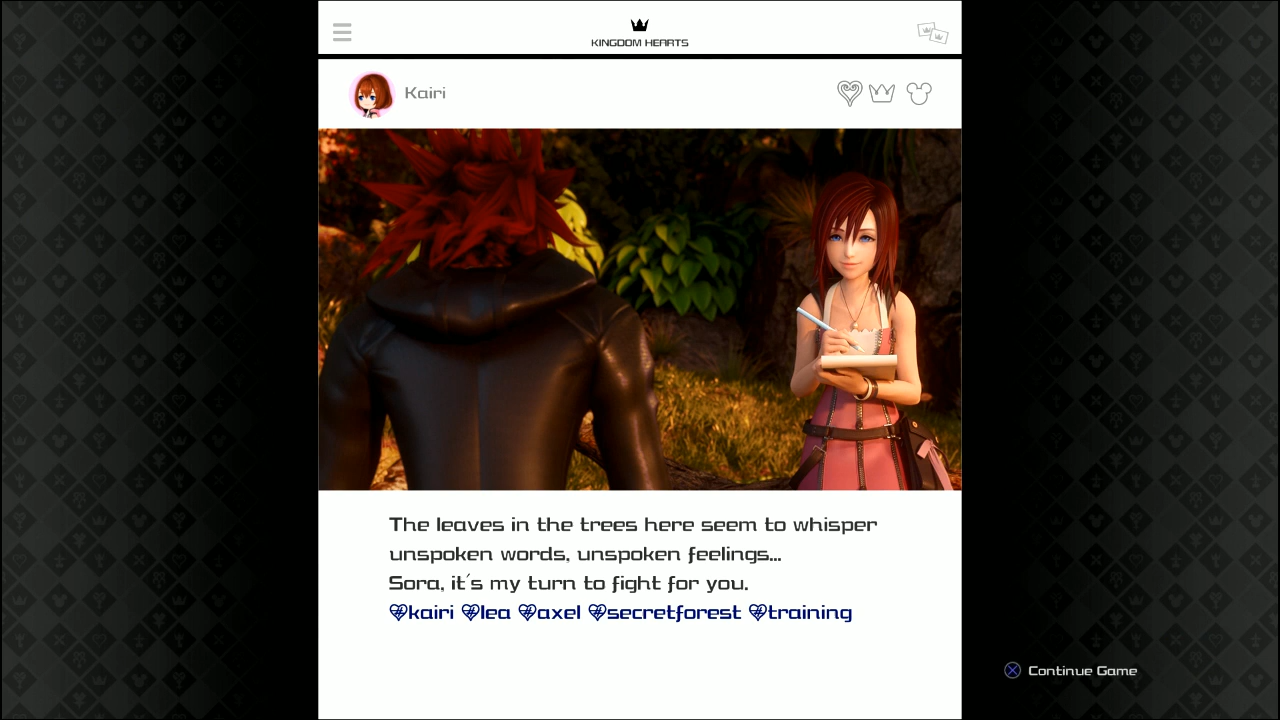 KINGDOM HEARTS
Kairi
The leaves in the trees here seem to whisper
unspoken words, unspoken feelings...
Sora, it's my turn to fight for you.
kairi lea axel secretforest training
Continue Game